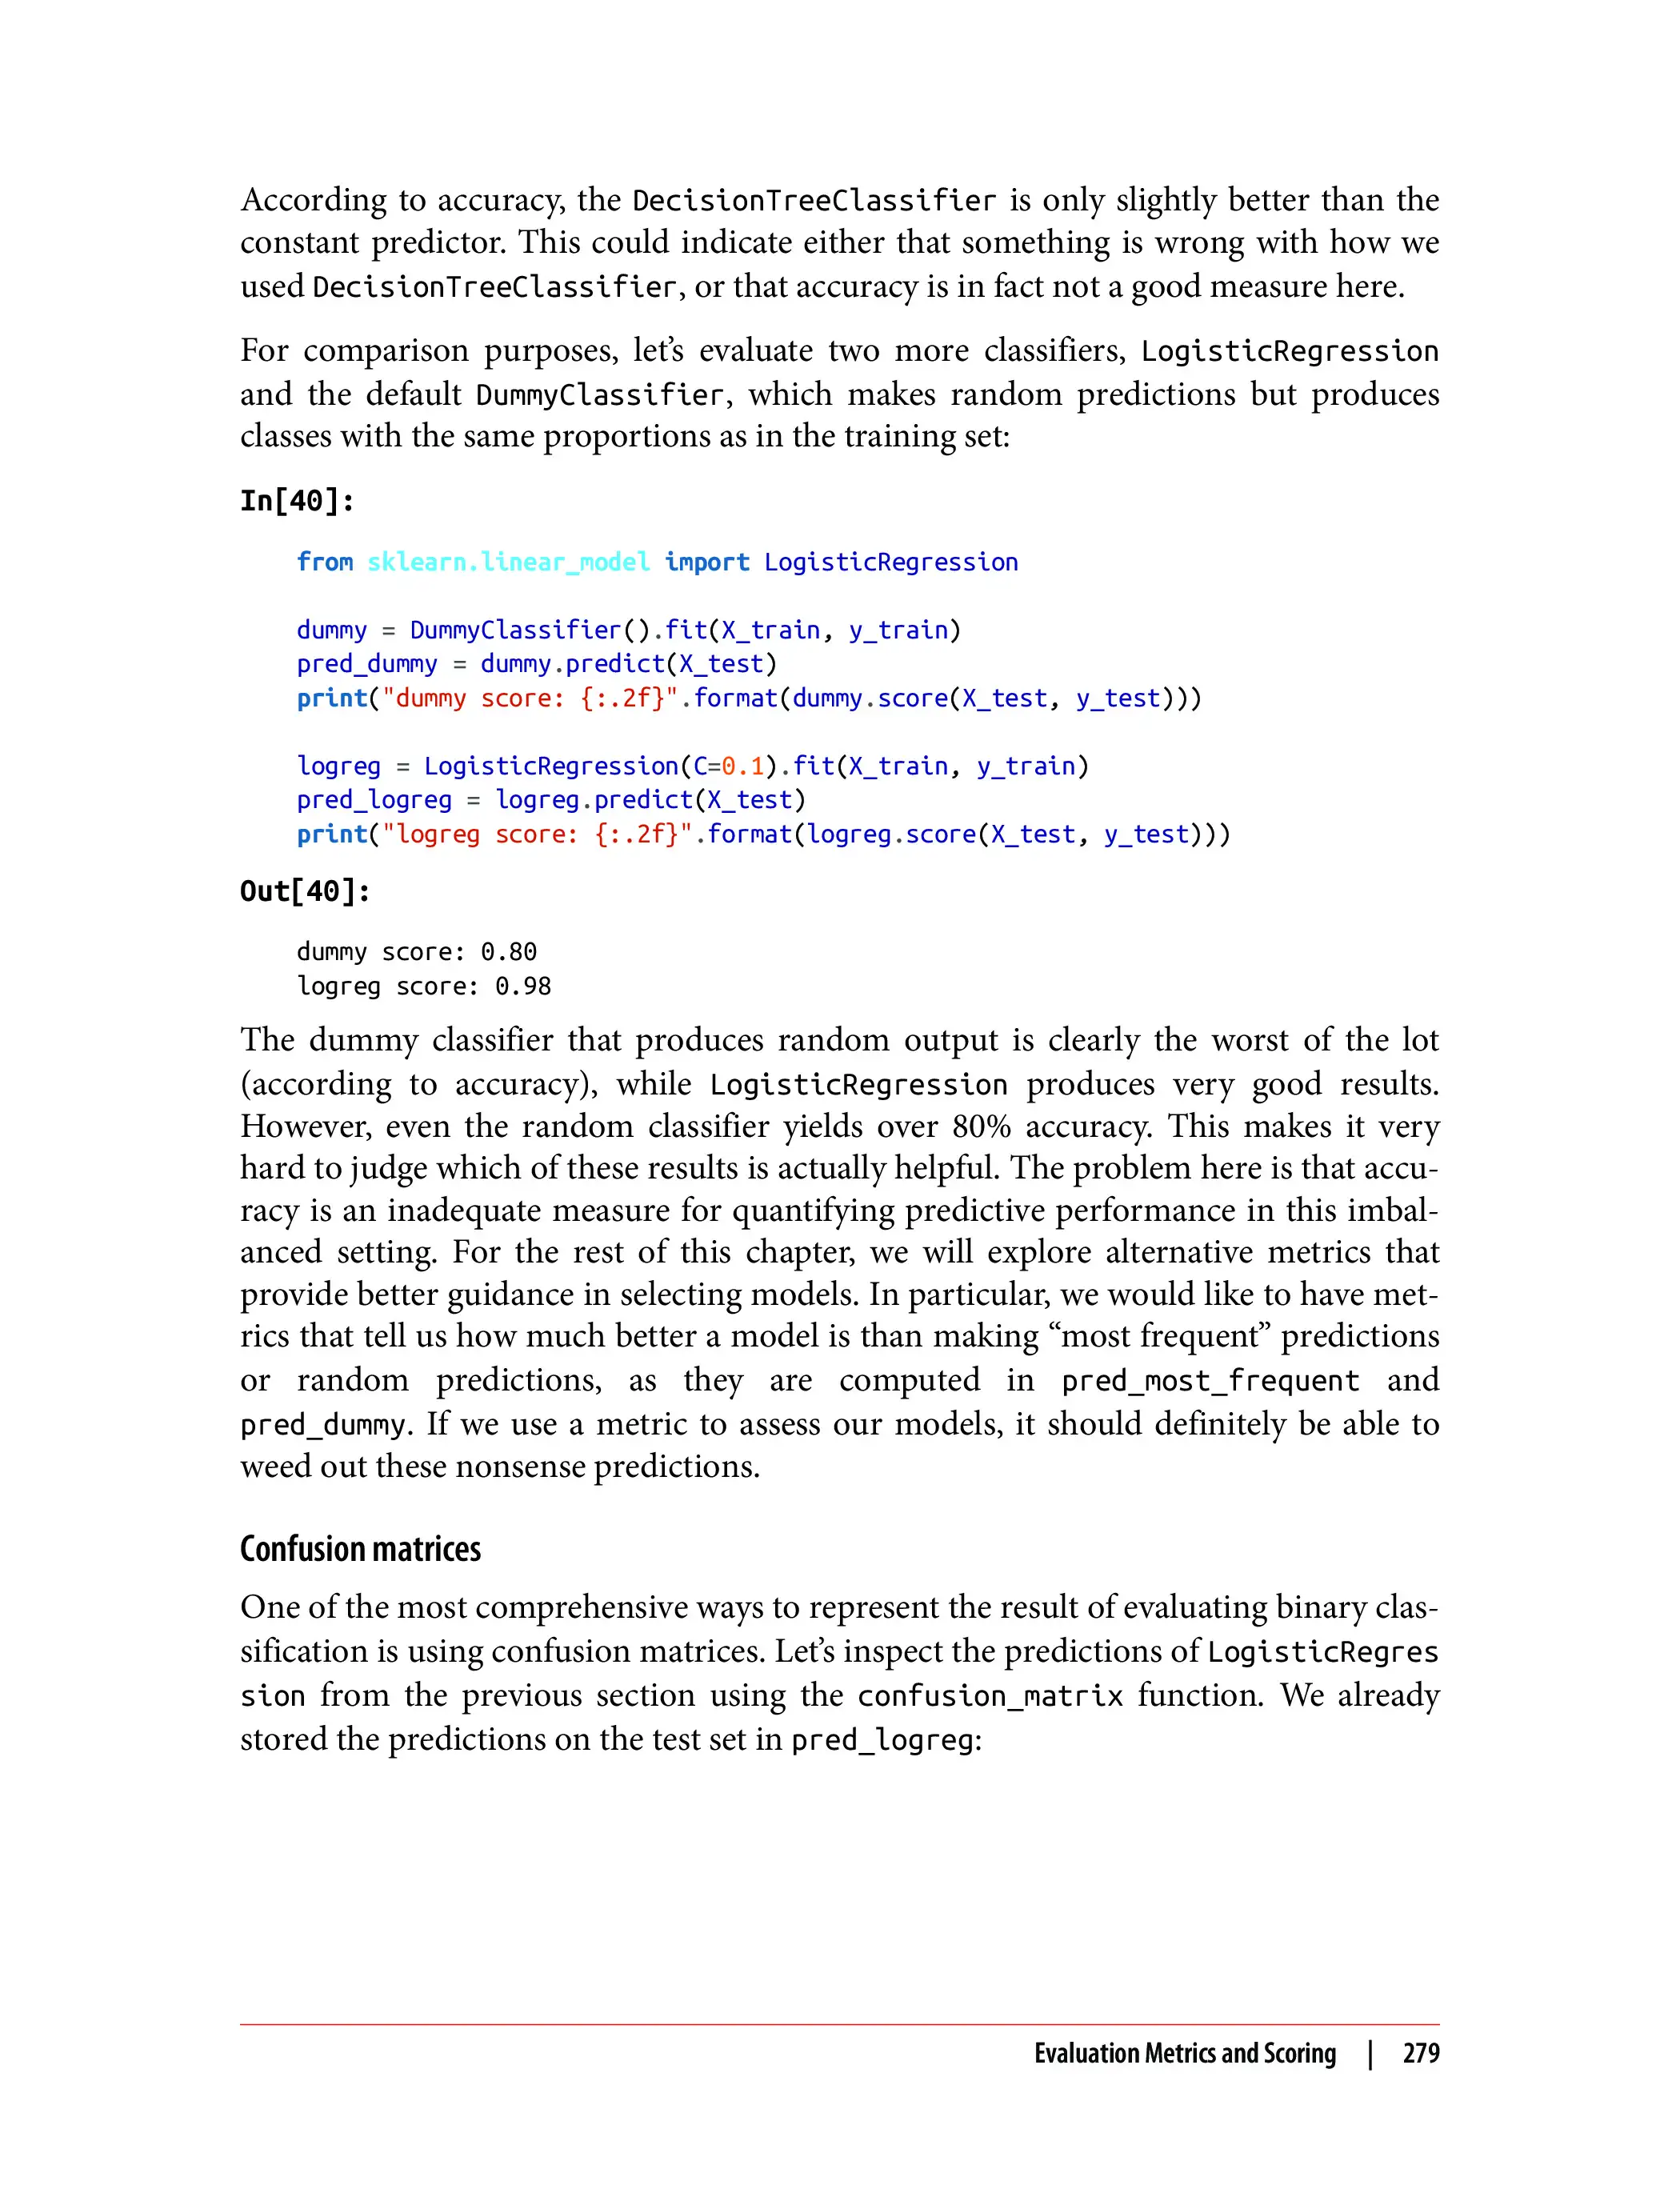 According to accuracy, the DecisionTreeClassifier is only slightly better than the
constant predictor. This could indicate either that something is wrong with how we
used DecisionTreeClassifier, or that accuracy is in fact not a good measure here.
For comparison purposes, let’s evaluate two more classifiers, LogisticRegression
and the default DummyClassifier, which makes random predictions but produces
classes with the same proportions as in the training set:
In[40]:
from sklearn.linear_model import LogisticRegression
dummy = DummyClassifier().fit(X_train, y_train)
pred_dummy = dummy.predict(X_test)
print("dummy score: {:.2f}".format(dummy.score(X_test, y_test)))
logreg = LogisticRegression(C=0.1).fit(X_train, y_train)
pred_logreg = logreg.predict(X_test)
print("logreg score: {:.2f}".format(logreg.score(X_test, y_test)))
Out[40]:
dummy score: 0.80
logreg score: 0.98
The dummy classifier that produces random output is clearly the worst of the lot
(according to accuracy), while LogisticRegression produces very good results.
However, even the random classifier yields over 80% accuracy. This makes it very
hard to judge which of these results is actually helpful. The problem here is that accu-
racy is an inadequate measure for quantifying predictive performance in this imbal-
anced setting. For the rest of this chapter, we will explore alternative metrics that
provide better guidance in selecting models. In particular, we would like to have met-
rics that tell us how much better a model is than making “most frequent” predictions
or random predictions, as they are computed in pred_most_frequent and
pred_dummy. If we use a metric to assess our models, it should definitely be able to
weed out these nonsense predictions.
Confusion matrices
One of the most comprehensive ways to represent the result of evaluating binary clas-
sification is using confusion matrices. Let’s inspect the predictions of LogisticRegres
sion from the previous section using the confusion_matrix function. We already
stored the predictions on the test set in pred_logreg:
Evaluation Metrics and Scoring | 279